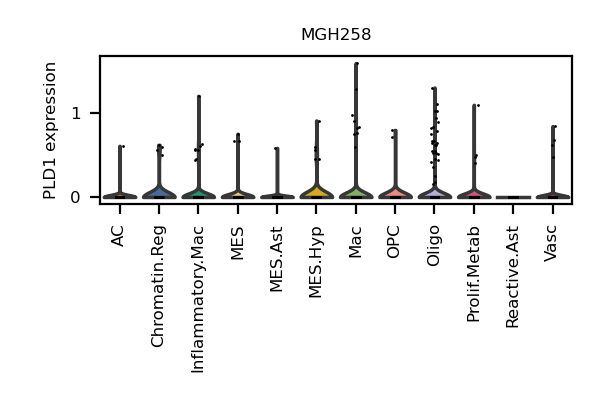 MGH258
PLD1 expression
1
0
AC
Chromatin.Reg
Inflammatory.Mac
MES
MES.Ast
MES.Hyp
Mac
OPC
Oligo
Prolif.Metab
Reactive.Ast
Vasc